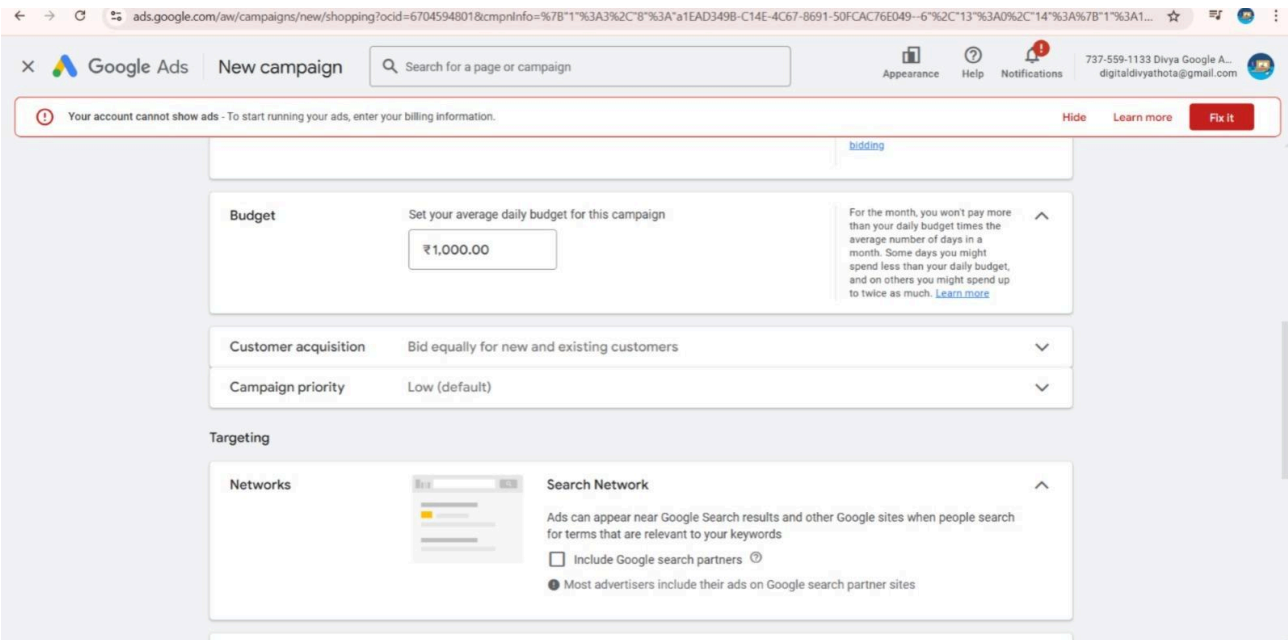 ads.google.com/aw/campaigns/new/shopping?ocid=6704594801&cmpnInfo=%7B"1"%3A3%2C"8"%3A"a1EAD349B-C14E-4C67-8691-50FCAC76E049--6"%2C"13"%3A0%2C"14"%3A%7B"1"%3A1...
Google Ads New campaign
Search for a page or campaign
Appearance Help Notifications
737-559-1133 Divya Google A...
digitaldivyathota@gmail.com
Your account cannot show ads - To start running your ads, enter your billing information.
Hide Learn more Fix it
bidding
Budget
Set your average daily budget for this campaign
₹1,000.00
For the month, you won't pay more
than your daily budget times the
average number of days in a
month. Some days you might
spend less than your daily budget,
and on others you might spend up
to twice as much. Learn more
Customer acquisition Bid equally for new and existing customers
Campaign priority Low (default)
Targeting
Networks
Search Network
Ads can appear near Google Search results and other Google sites when people search
for terms that are relevant to your keywords
Include Google search partners
Most advertisers include their ads on Google search partner sites